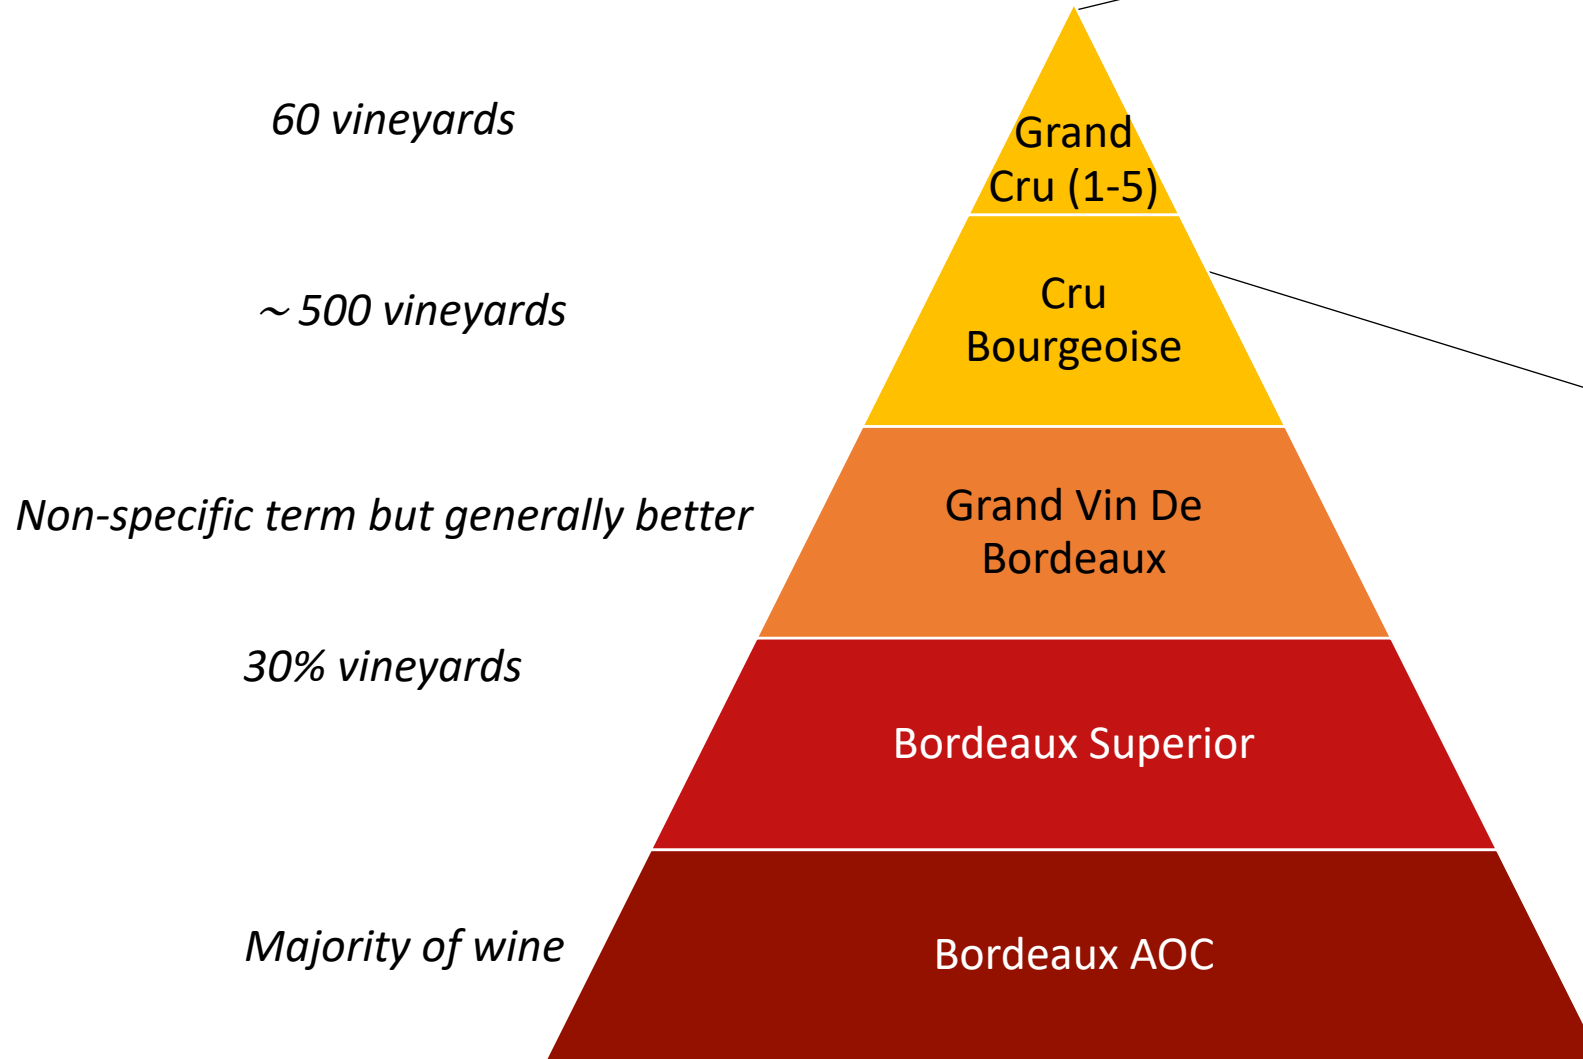 60 vineyards
Grand
Cru (1-5)
~ 500 vineyards
Cru
Bourgeoise
Non-specific term but generally better
Grand Vin De
Bordeaux
30% vineyards
Bordeaux Superior
Majority of wine
Bordeaux AOC